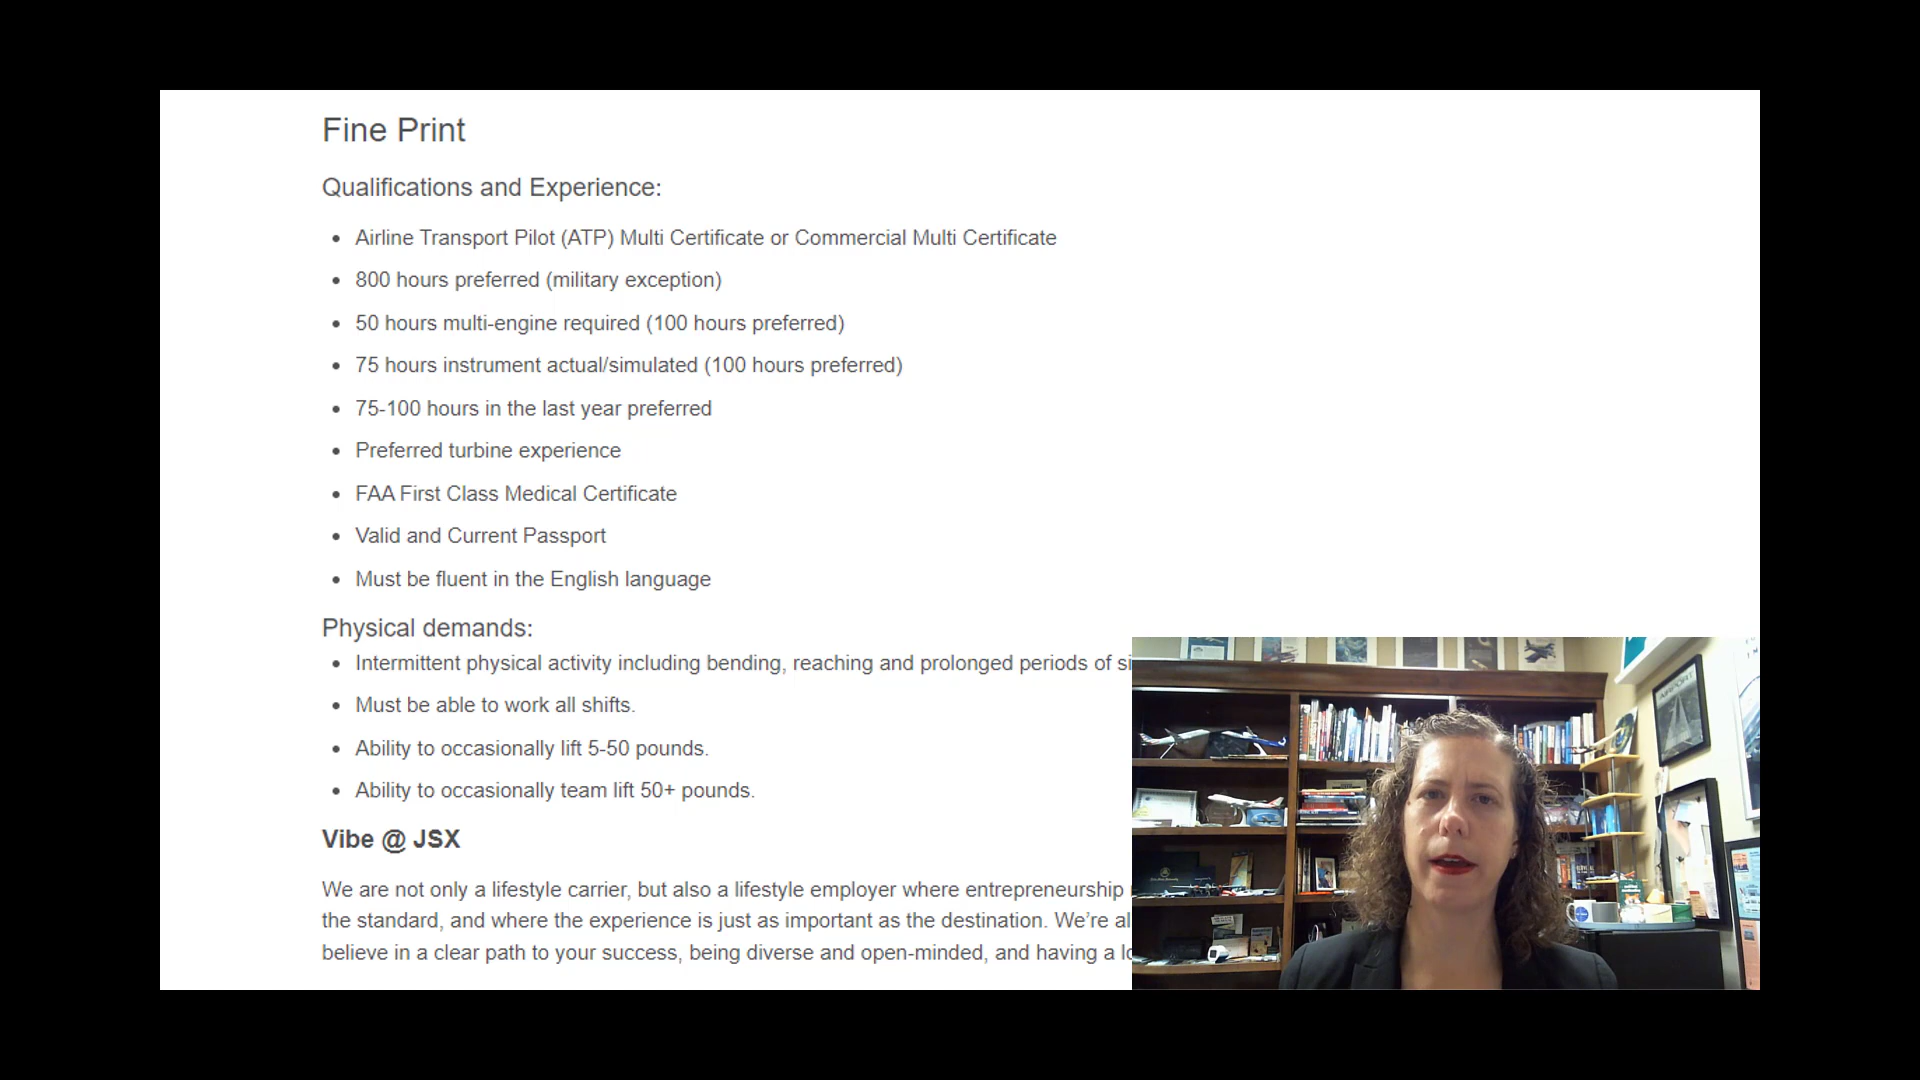 Fine Print
Qualifications and Experience:
• Airline Transport Pilot (ATP) Multi Certificate or Commercial Multi Certificate
• 800 hours preferred (military exception)
• 50 hours multi-engine required (100 hours preferred)
• 75 hours instrument actual/simulated (100 hours preferred)
• 75-100 hours in the last year preferred
• Preferred turbine experience
• FAA First Class Medical Certificate
• Valid and Current Passport
• Must be fluent in the English language
Physical demands:
• Intermittent physical activity including bending, reaching and prolonged periods of
• Must be able to work all shifts.
• Ability to occasionally lift 5-50 pounds.
• Ability to occasionally team lift 50+ pounds.
Vibe @ JSX
We are not only a lifestyle carrier, but also a lifestyle employer where entrepreneurship
the standard, and where the experience is just as important as the destination. We’re
believe in a clear path to your success, being diverse and open-minded, and having a
AIRPORT